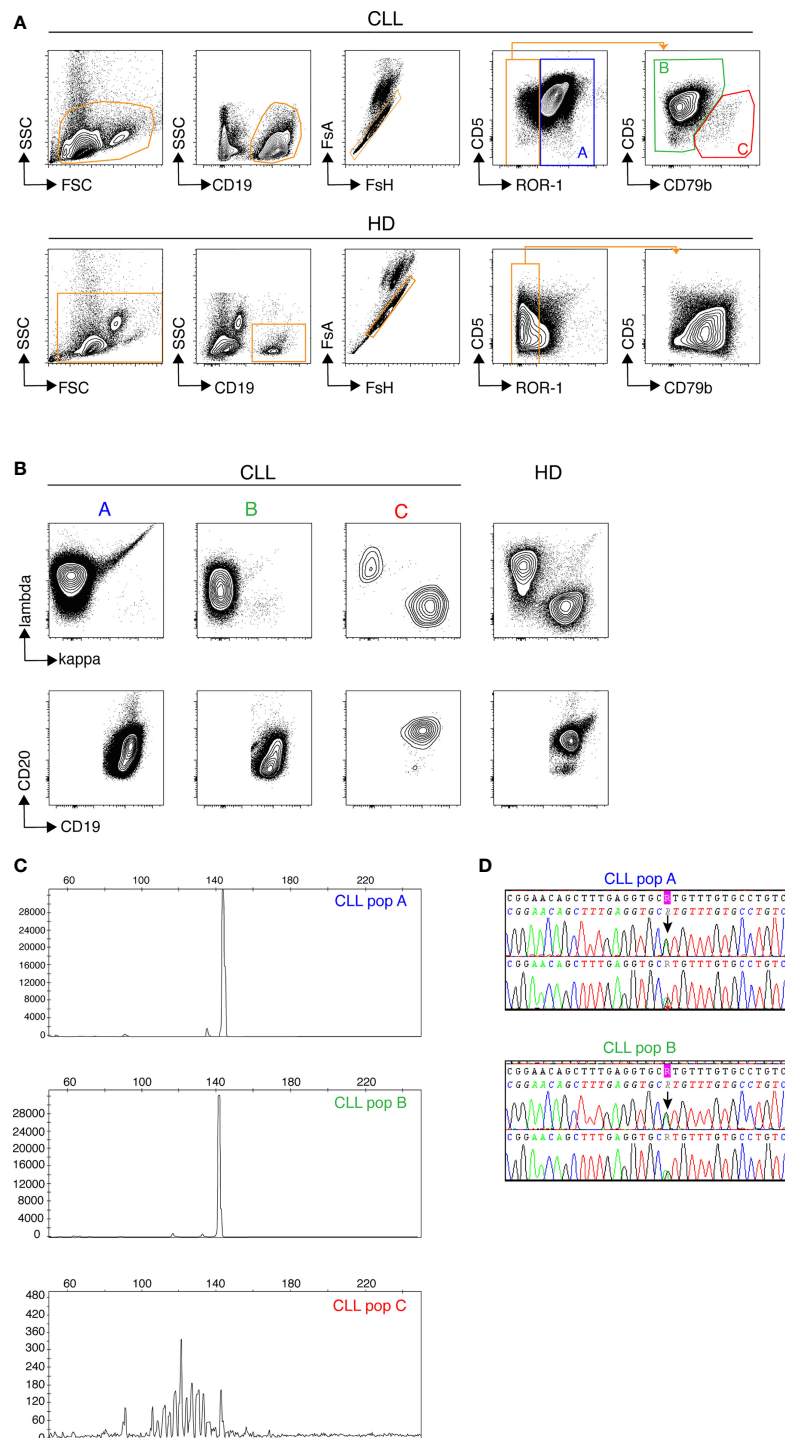 A
CLL
SSC
FSC
SSC
CD19
FsA
FsH
CD5
ROR-1
A
CD5
CD79b
B
C
HD
SSC
FSC
SSC
CD19
FsA
FsH
CD5
ROR-1
CD5
CD79b
B
CLL
HD
A
B
C
lambda
kappa
CD20
CD19
C
60 100 140 180 220
CLL pop A
28000
24000
20000
16000
12000
8000
4000
0
60 100 140 180 220
CLL pop B
28000
24000
20000
16000
12000
8000
4000
0
60 100 140 180 220
CLL pop C
480
420
360
300
240
180
120
60
0
D
CLL pop A
CGGAACAGCTTTGAGGTGCRTGTTTGTGCCTGTC
CGGAACAGCTTTGAGGTGCRTGTTTGTGCCTGTC
CGGAACAGCTTTGAGGTGCRTGTTTGTGCCTGTC
CLL pop B
CGGAACAGCTTTGAGGTGCRTGTTTGTGCCTGTC
CGGAACAGCTTTGAGGTGCRTGTTTGTGCCTGTC
CGGAACAGCTTTGAGGTGCRTGTTTGTGCCTGTC